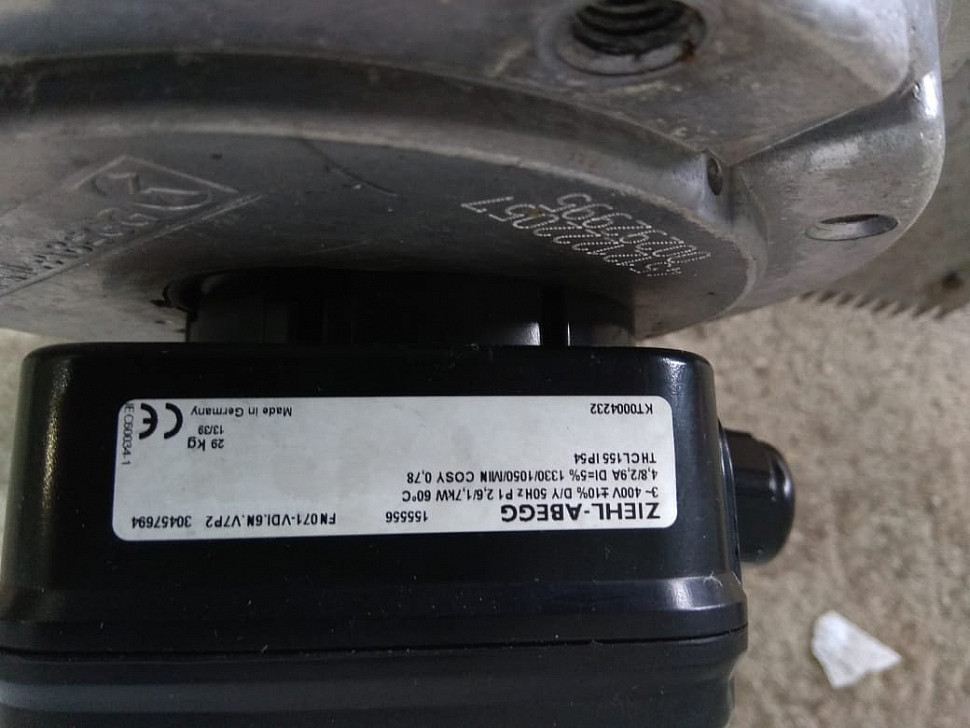 ZIEHL-ABEGG 155556 FN071-VDI.6N.V7P2 30457694
3~ 400V ±10% D/Y 50Hz P1 2,6/1,7kW 60°C
4,8/2,9A DI=5% 1330/1050/MIN COSY 0,78
THCL155 IP54
29 Kg
13/39
KT0004232 Made in Germany CE
IEC60034-1